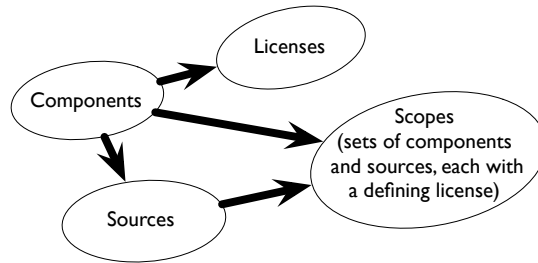 Licenses
Components
Scopes
(sets of components
and sources, each with
a defining license)
Sources